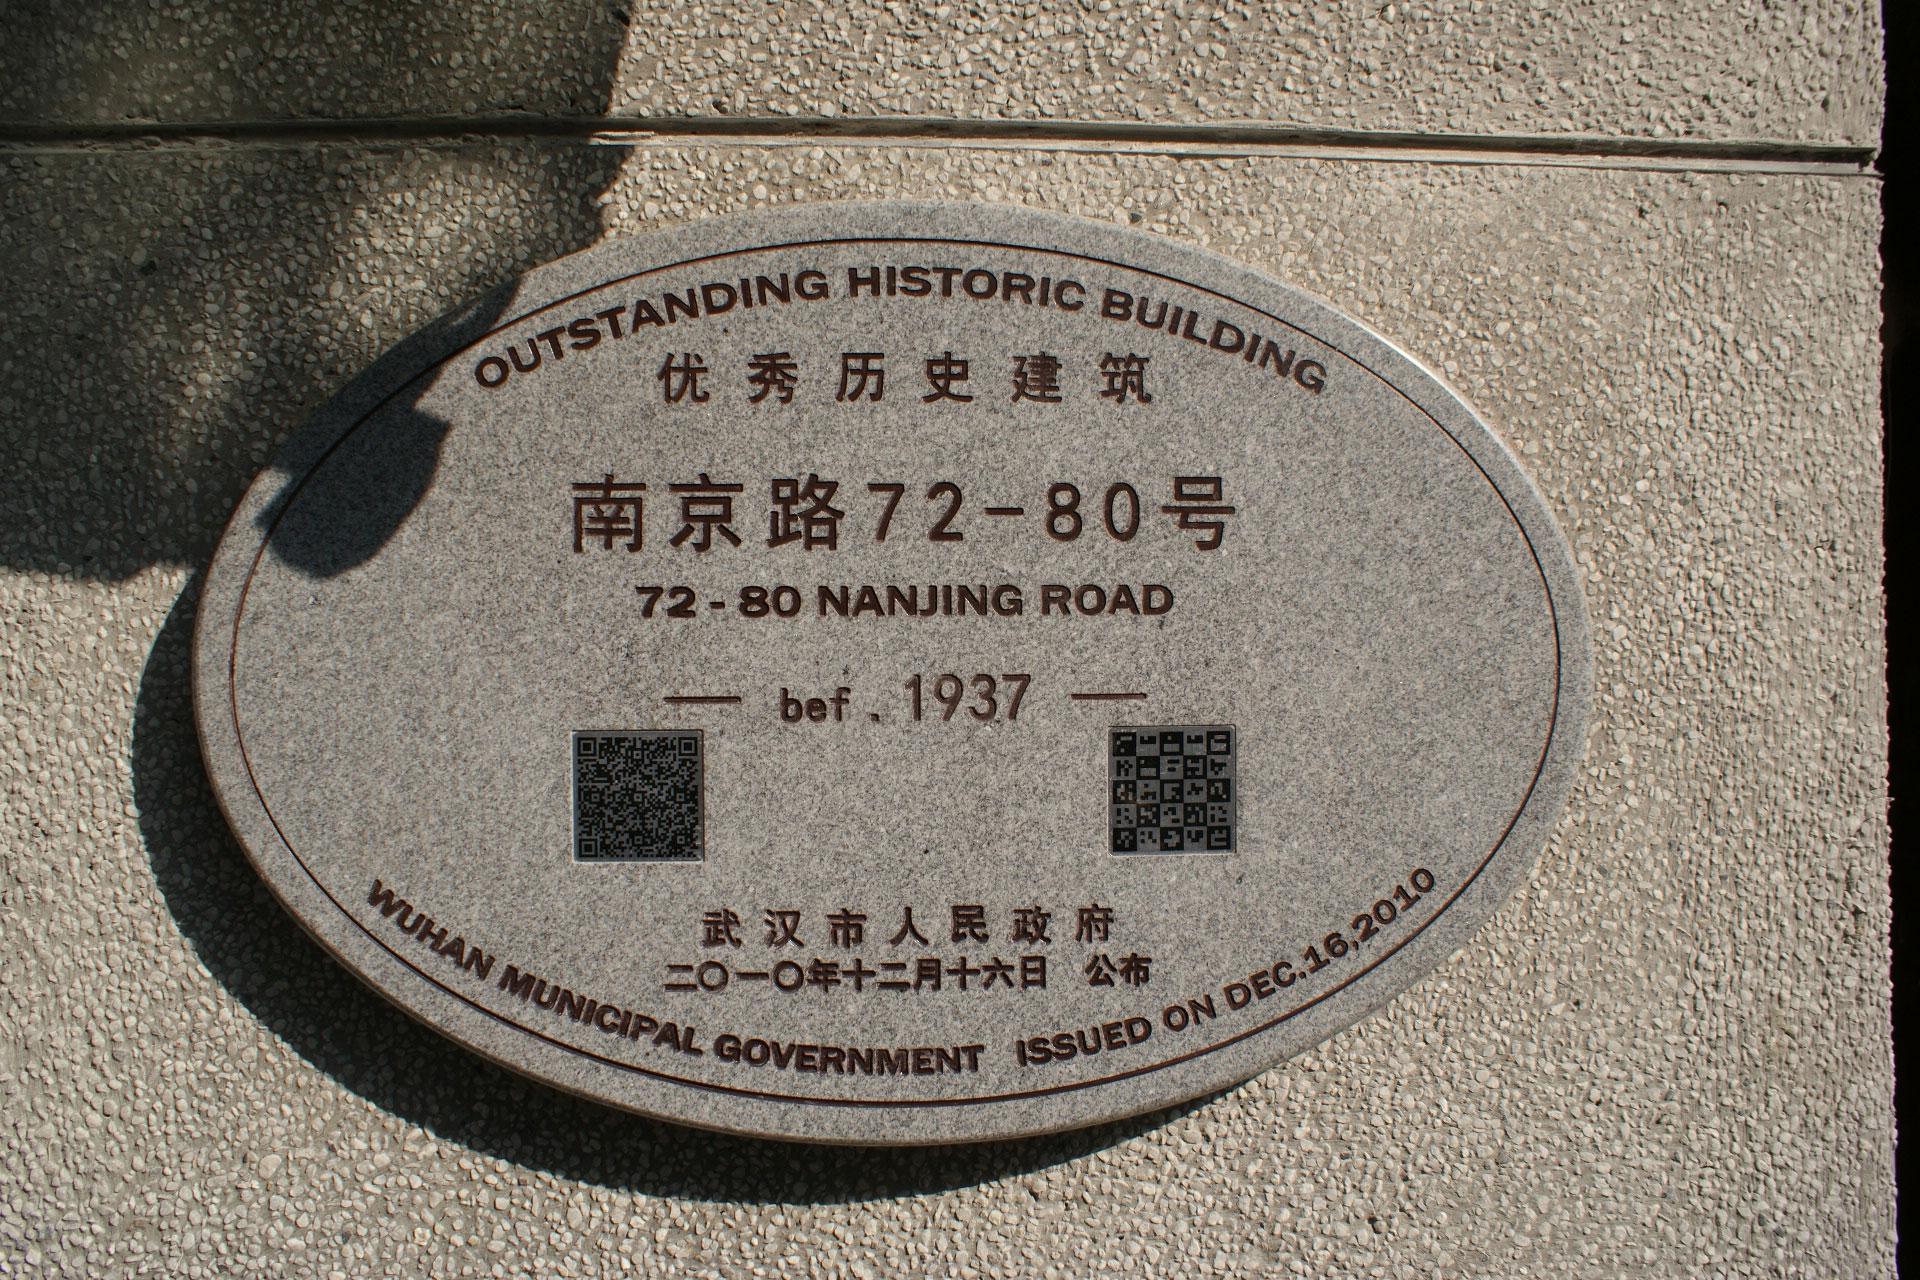 OUTSTANDING HISTORIC BUILDING
优秀历史建筑
南京路72-80号
72-80 NANJING ROAD
— bef. 1937 —
武汉市人民政府
二〇一〇年十二月十六日 公布
WUHAN MUNICIPAL GOVERNMENT ISSUED ON DEC.16,2010